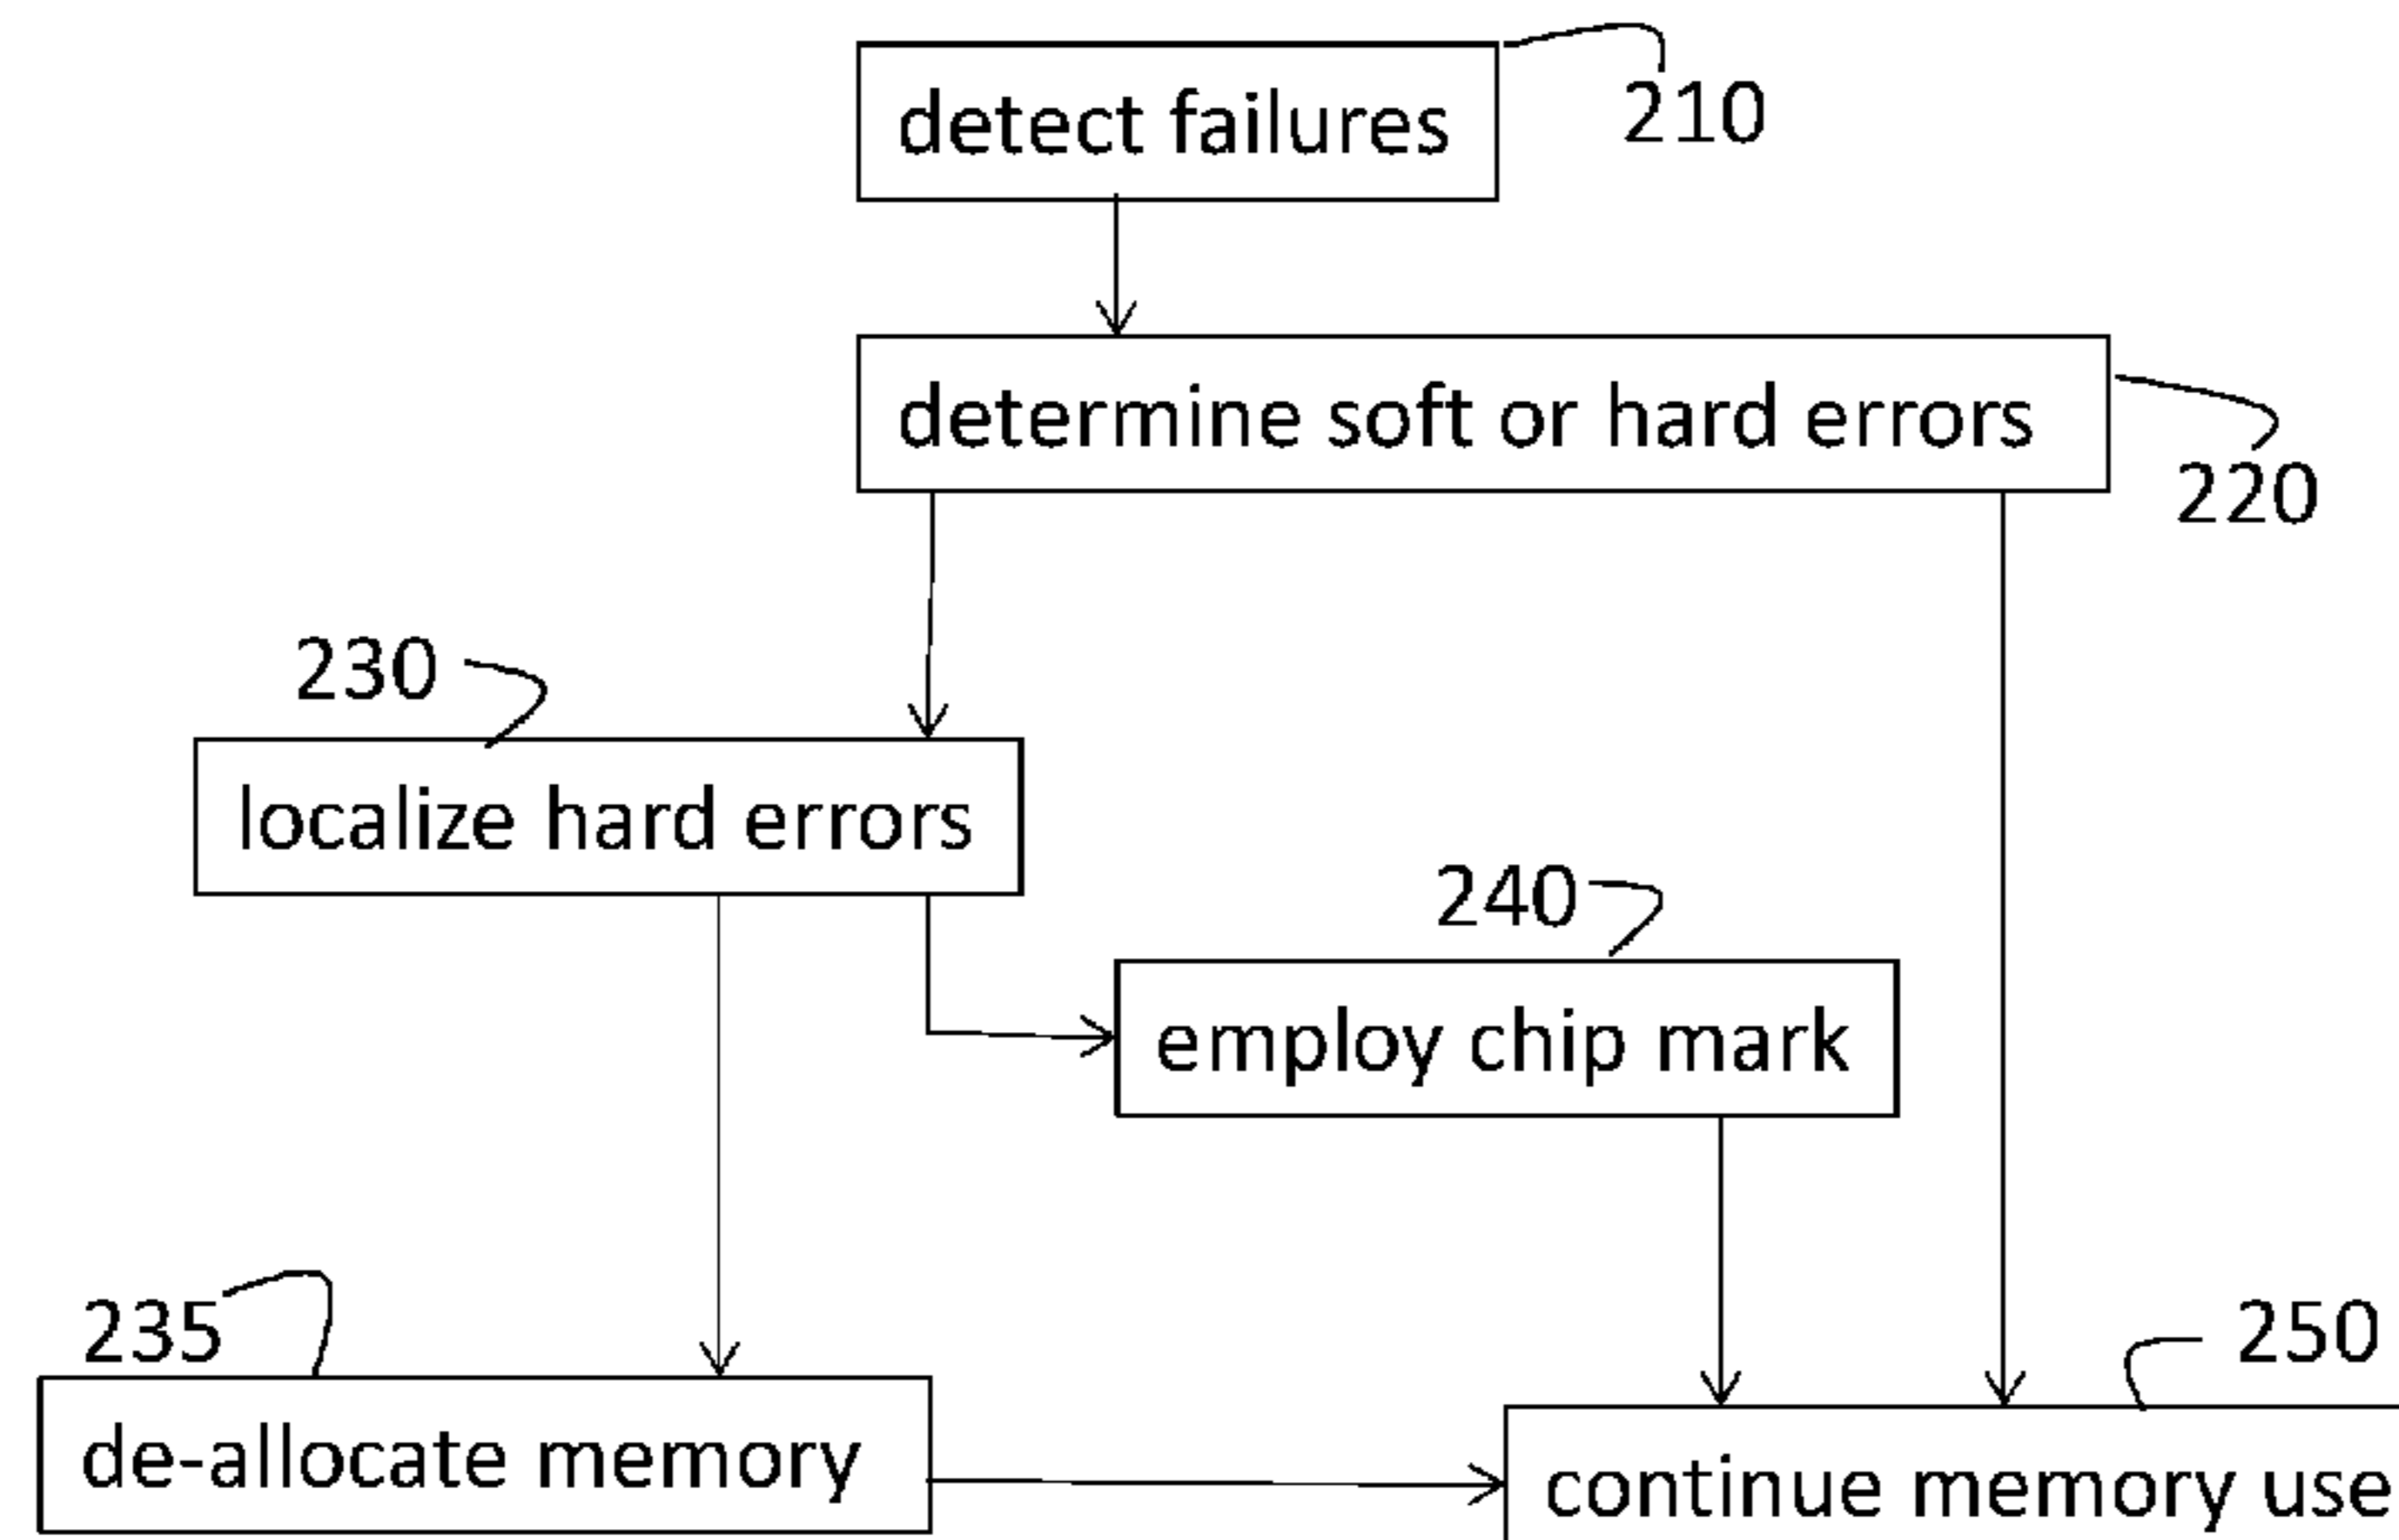 detect failures
210
determine soft or hard errors
220
230
localize hard errors
240
employ chip mark
235
250
de-allocate memory
continue memory use